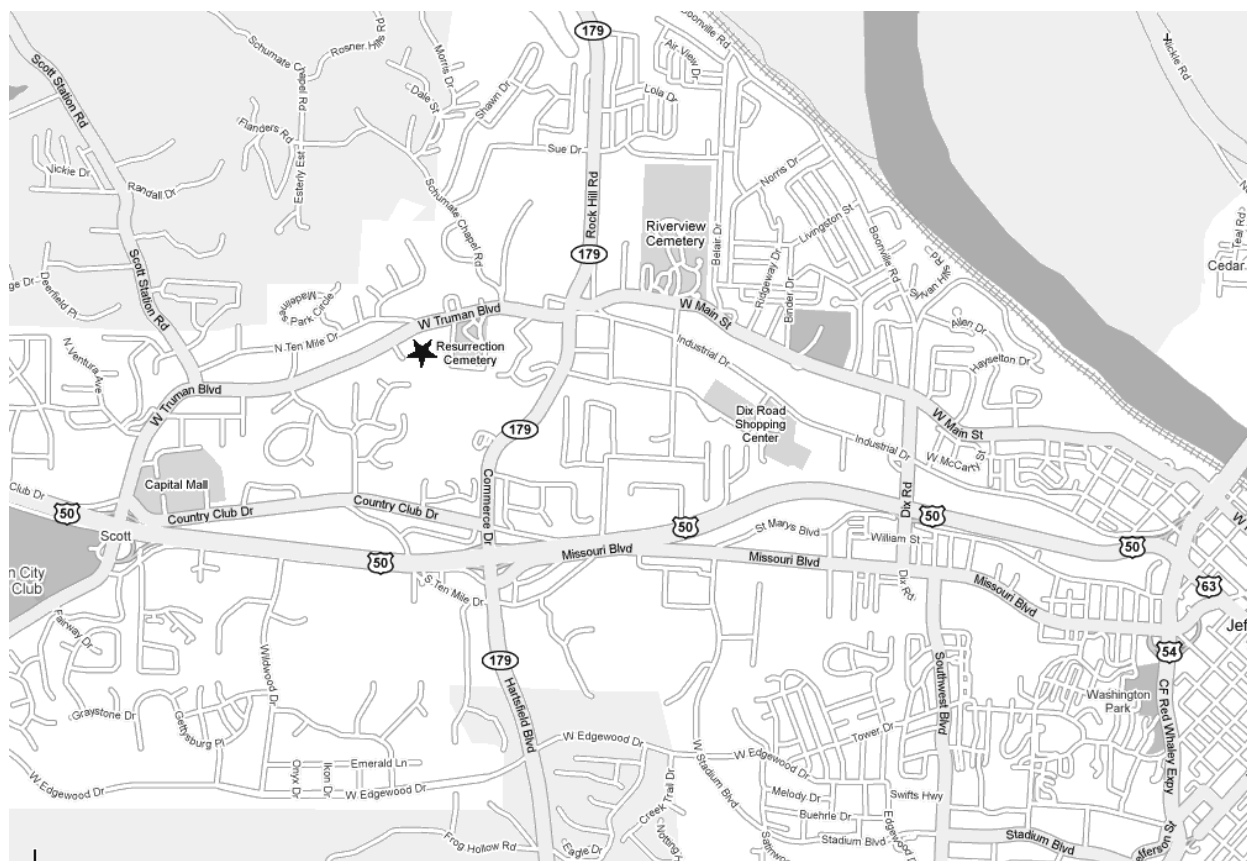 179
Boonville Rd
Nickle Rd
Rosner Hills Rd
Schumate Chapel Rd
Morris Dr
Air View Dr
Scott Station Rd
Dale St
Shawn Dr
Lola Dr
Flanders Rd
Sue Dr
Vickie Dr
Randall Dr
Esterly Est
Schumate Chapel Rd
Rock Hill Rd
Norris Dr
Livingston St
Riverview
Cemetery
Belair Dr
Boonville Rd
Teal Rd
Cedar
179
Scott Station Rd
Deerfield Pl
Ridgeway Dr
Binder Dr
Park Circle
W Truman Blvd
W Main St
Allen Dr
Hayselton Dr
N Ten Mile Dr
N Ventura Ave
Resurrection
Cemetery
Industrial Dr
W Truman Blvd
Dix Road
Shopping
Center
W Main St
179
Industrial Dr
W McCarty St
Capital Mall
Commerce Dr
Club Dr
50
Country Club Dr
Country Club Dr
Dix Rd
50
50
50
Scott
St Marys Blvd
William St
50
Missouri Blvd
Missouri Blvd
Missouri Blvd
n City
Club
S Ten Mile Dr
Dix Rd
63
Jef
54
Fairway Dr
Wildwood Dr
179
Hartsfield Blvd
Southwest Blvd
Washington
Park
CF Red Whaley Expy
Graystone Dr
Gettysburg Pl
W Edgewood Dr
W Edgewood Dr
Tower Dr
W Stadium Blvd
Emerald Ln
Onyx Dr
Ikon Dr
W Edgewood Dr
W Edgewood Dr
Melody Dr
Swifts Hwy
Buehrle Dr
Edgewood Dr
Creek Trail Dr
Frog Hollow Rd
Eagle Dr
Stadium Blvd
Stadium Blvd
efferson St